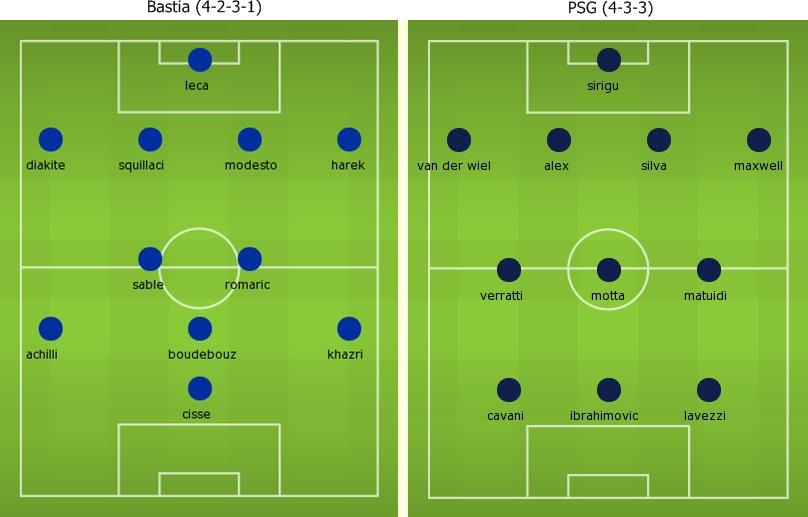 Bastia (4-2-3-1)
leca
diakite squillaci modesto harek
sable romaric
achilli boudebouz khazri
cisse
PSG (4-3-3)
sirigu
van der wiel alex silva maxwell
verratti motta matuidi
cavani ibrahimovic lavezzi